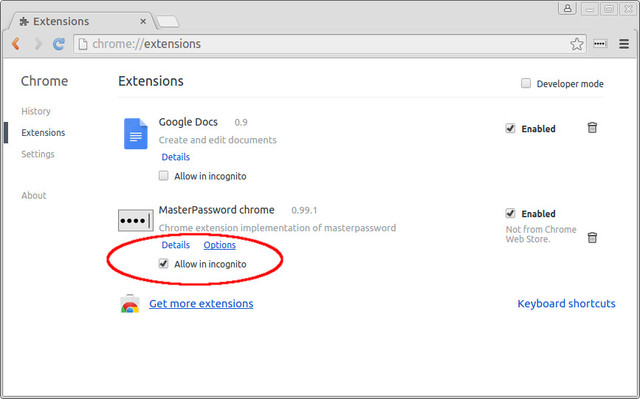 Extensions
chrome://extensions
Chrome
Extensions
Developer mode
History
Extensions
Settings
About
Google Docs 0.9
Enabled
Create and edit documents
Details
Allow in incognito
MasterPassword chrome 0.99.1
Enabled
Chrome extension implementation of masterpassword
Not from Chrome
Web Store.
Details Options
Allow in incognito
Get more extensions
Keyboard shortcuts